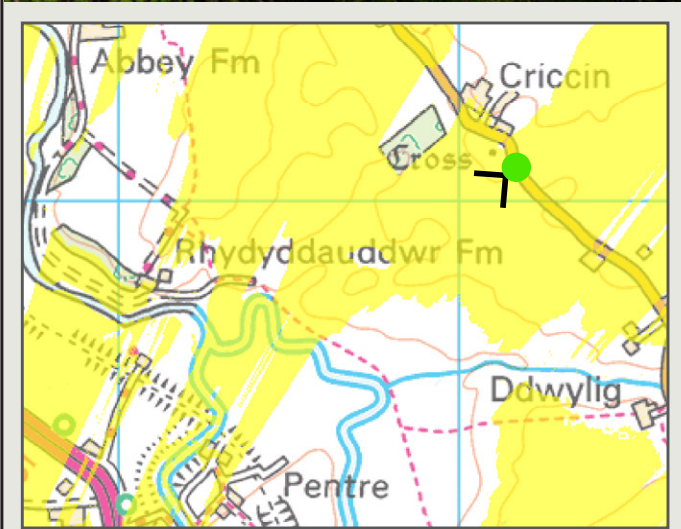 Abbey Fm
Criccin
Cross
Rhydyddauddwr Fm
Ddwylig
Pentre